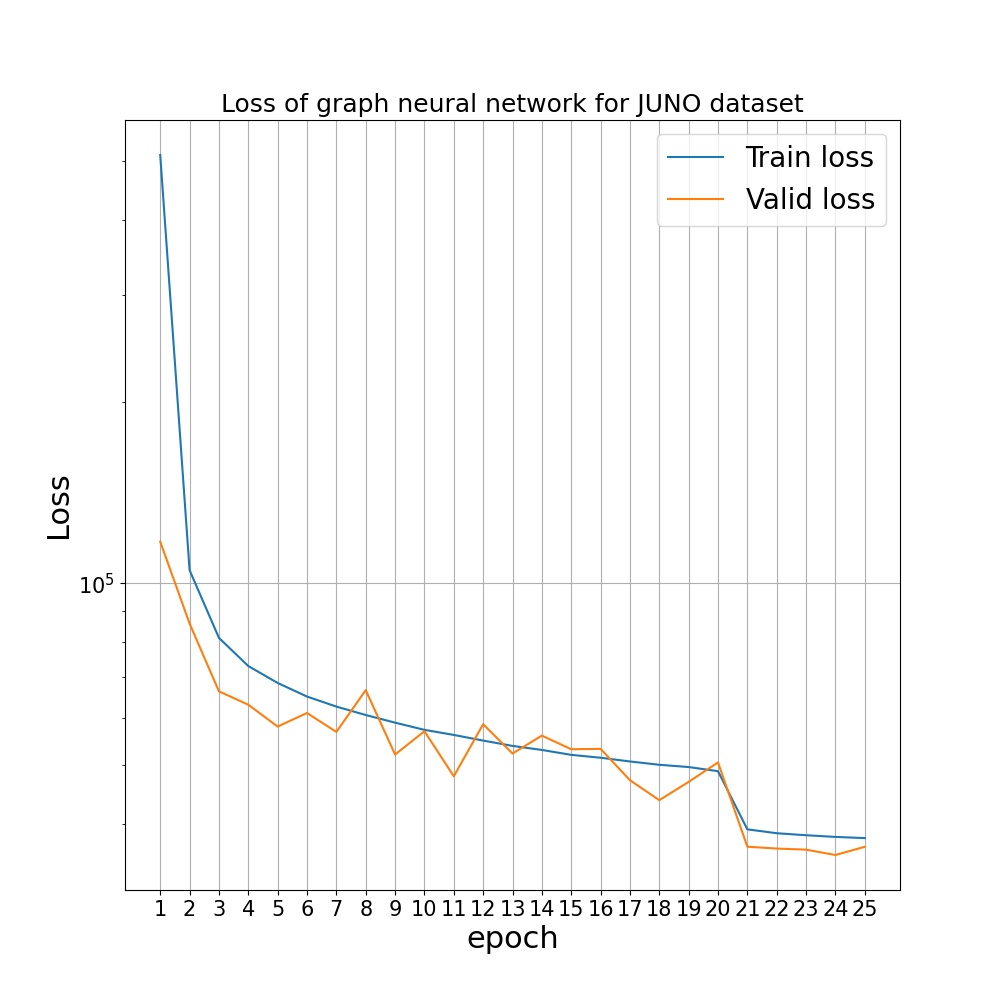 Loss of graph neural network for JUNO dataset
Train loss
Valid loss
Loss
10⁵
1 2 3 4 5 6 7 8 9 10 11 12 13 14 15 16 17 18 19 20 21 22 23 24 25
epoch